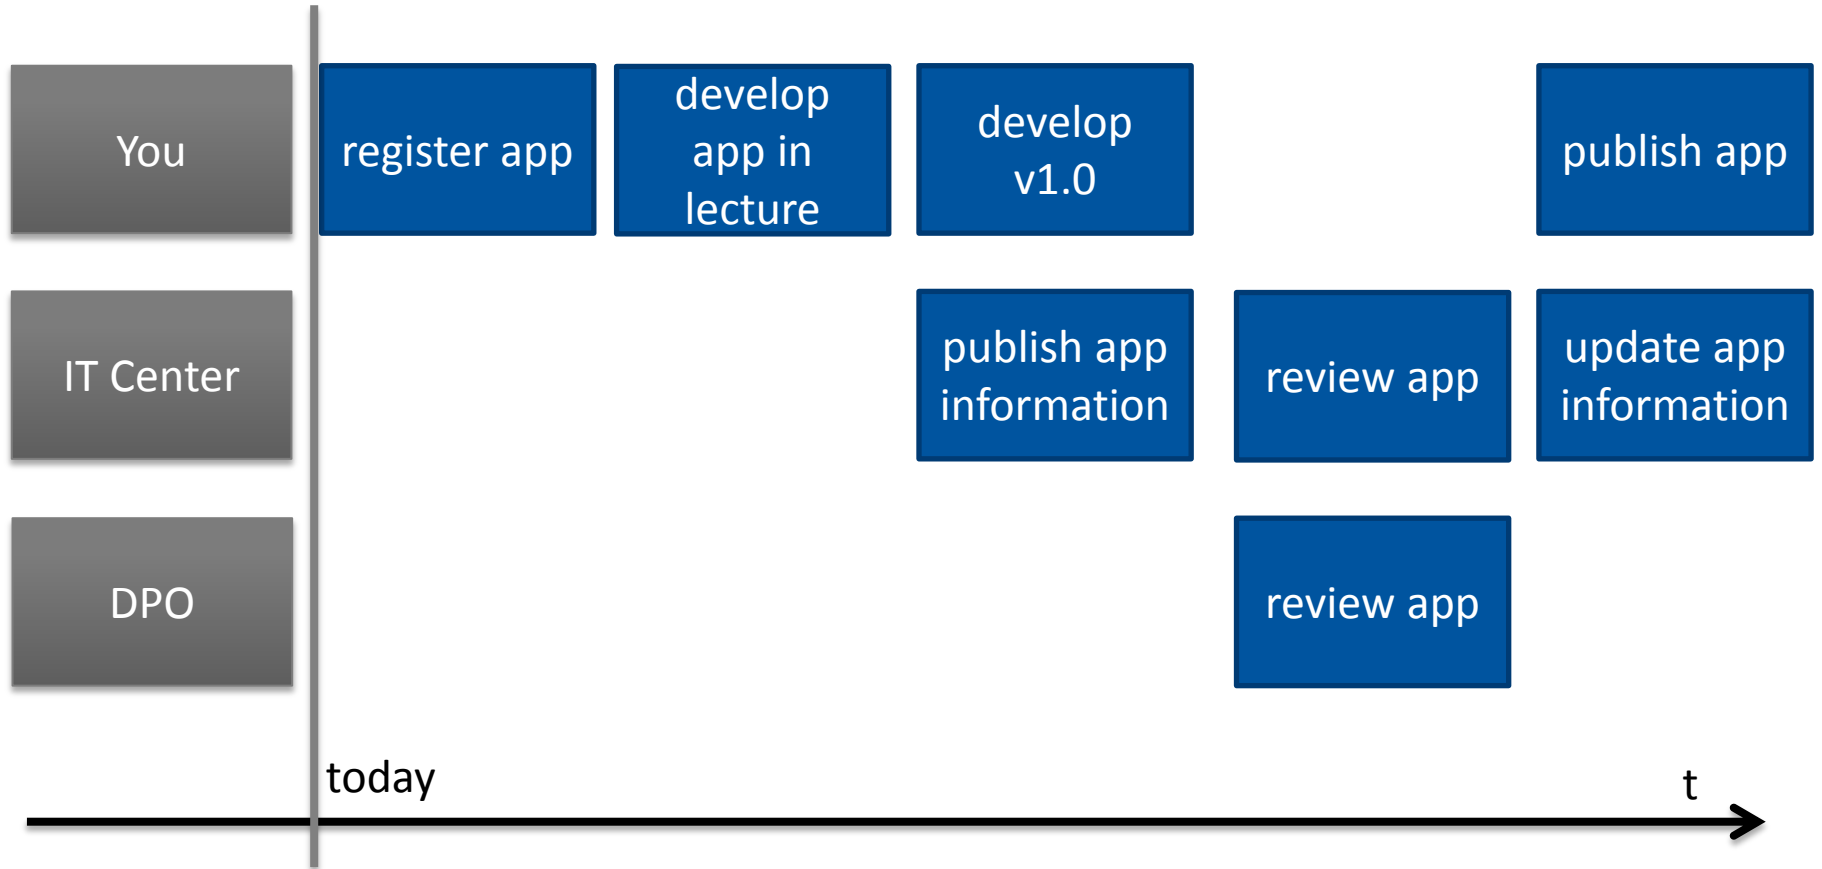 You
register app
develop
app in
lecture
develop
v1.0
publish app
IT Center
publish app
information
review app
update app
information
DPO
review app
today
t